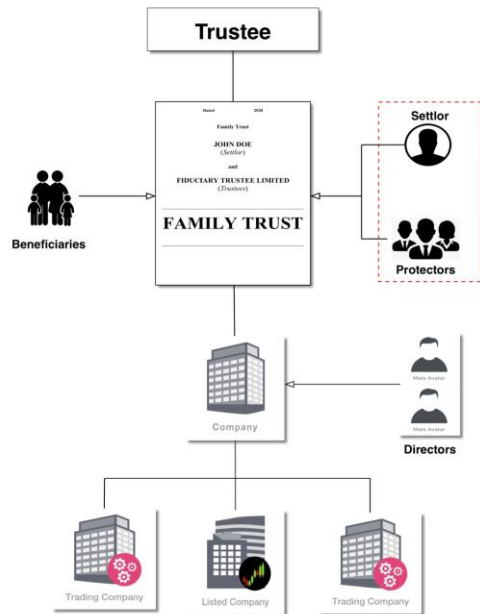 Trustee
Dated 2020
Family Trust
JOHN DOE
(Settlor)
and
FIDUCIARY TRUSTEE LIMITED
(Trustees)
FAMILY TRUST
Settlor
Protectors
Beneficiaries
Company
Male Avatar
Male Avatar
Directors
Trading Company
Listed Company
Trading Company